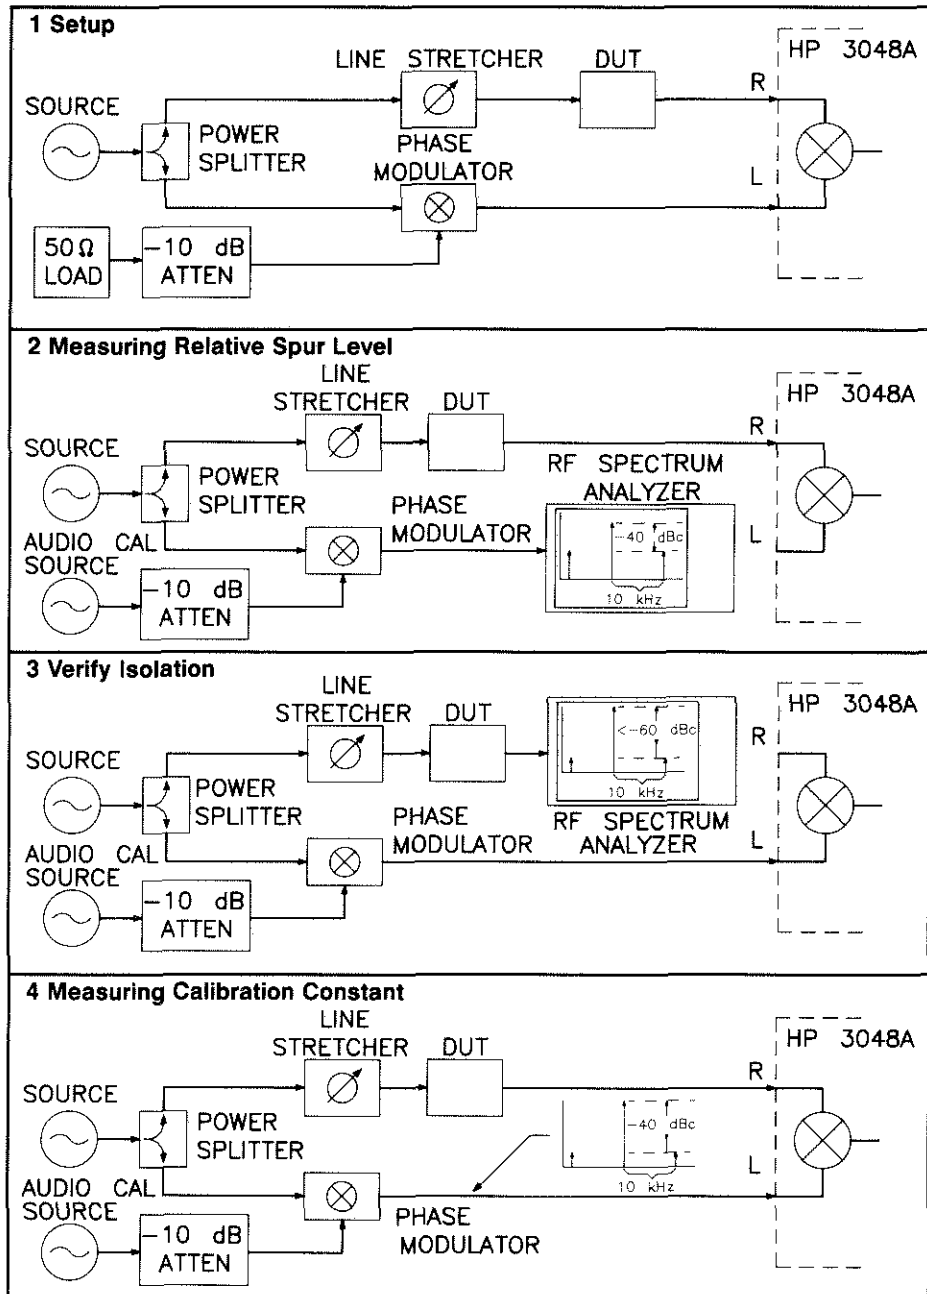 1 Setup
HP 3048A
LINE STRETCHER
DUT
R
SOURCE
POWER
SPLITTER
PHASE
MODULATOR
L
50Ω
LOAD
-10 dB
ATTEN
2 Measuring Relative Spur Level
LINE
STRETCHER
DUT
HP 3048A
R
SOURCE
POWER
SPLITTER
RF SPECTRUM
ANALYZER
PHASE
MODULATOR
-40 dBc
10 kHz
L
AUDIO CAL
SOURCE
-10 dB
ATTEN
3 Verify Isolation
LINE
STRETCHER
DUT
HP 3048A
<-60 dBc
10 kHz
R
SOURCE
POWER
SPLITTER
PHASE
MODULATOR
RF SPECTRUM
ANALYZER
L
AUDIO CAL
SOURCE
-10 dB
ATTEN
4 Measuring Calibration Constant
LINE
STRETCHER
DUT
HP 3048A
R
SOURCE
POWER
SPLITTER
-40 dBc
10 kHz
L
AUDIO CAL
SOURCE
PHASE
MODULATOR
-10 dB
ATTEN